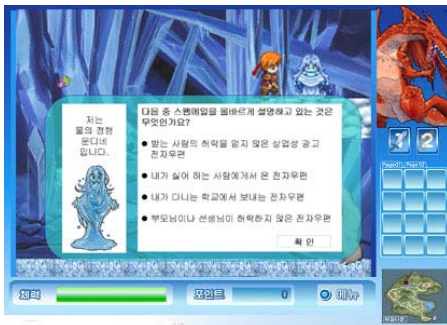 저는
물의 정령
운디네
입니다.
다음 중 스팸메일을 올바르게 설명하고 있는 것은
무엇인가요?
● 받는 사람의 허락을 얻지 않은 상업성 광고
전자우편
● 내가 싫어 하는 사람에게서 온 전자우편
● 내가 다니는 학교에서 보내는 전자우편
● 부모님이나 선생님이 허락하지 않은 전자우편
확 인
체력
포인트 0
메뉴
1 2